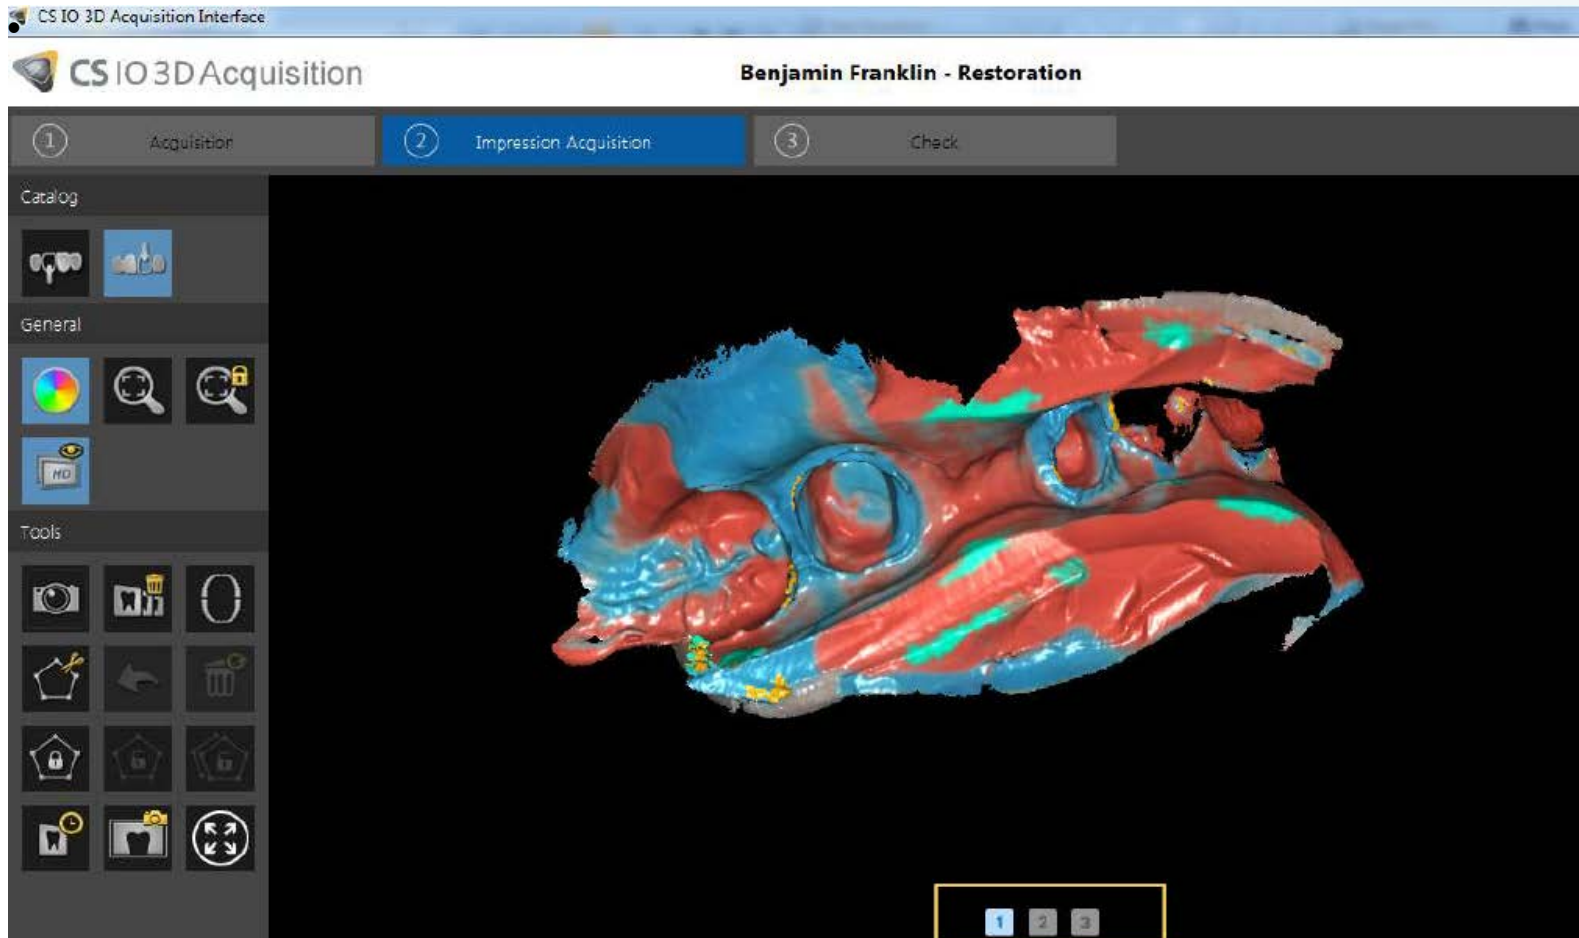 CS IO 3D Acquisition Interface
CS IO 3D Acquisition
Benjamin Franklin - Restoration
1 Acquisition
2 Impression Acquisition
3 Check
Catalog
General
HD
Tools
1 2 3